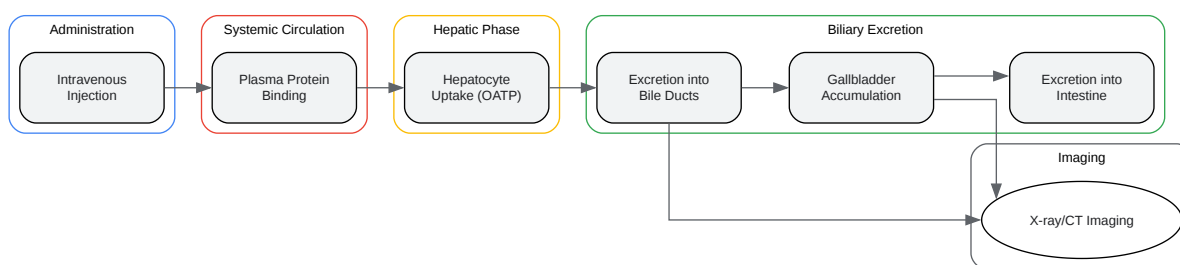 Administration
Intravenous
Injection
Systemic Circulation
Plasma Protein
Binding
Hepatic Phase
Hepatocyte
Uptake (OATP)
Biliary Excretion
Excretion into
Bile Ducts
Gallbladder
Accumulation
Excretion into
Intestine
Imaging
X-ray/CT Imaging